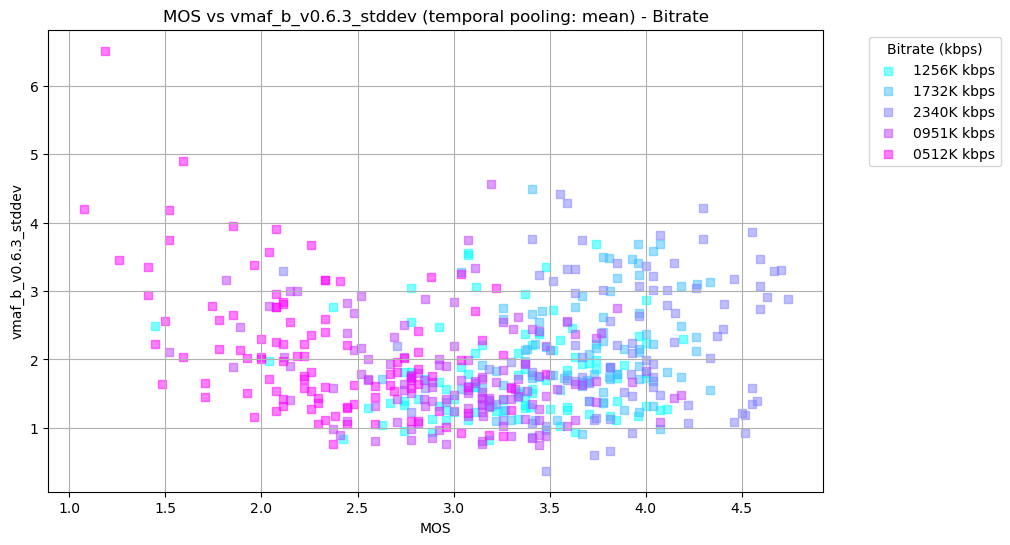 MOS vs vmaf_b_v0.6.3_stddev (temporal pooling: mean) - Bitrate
Bitrate (kbps)
1256K kbps
1732K kbps
2340K kbps
0951K kbps
0512K kbps
vmaf_b_v0.6.3_stddev
6
5
4
3
2
1
1.0 1.5 2.0 2.5 3.0 3.5 4.0 4.5
MOS